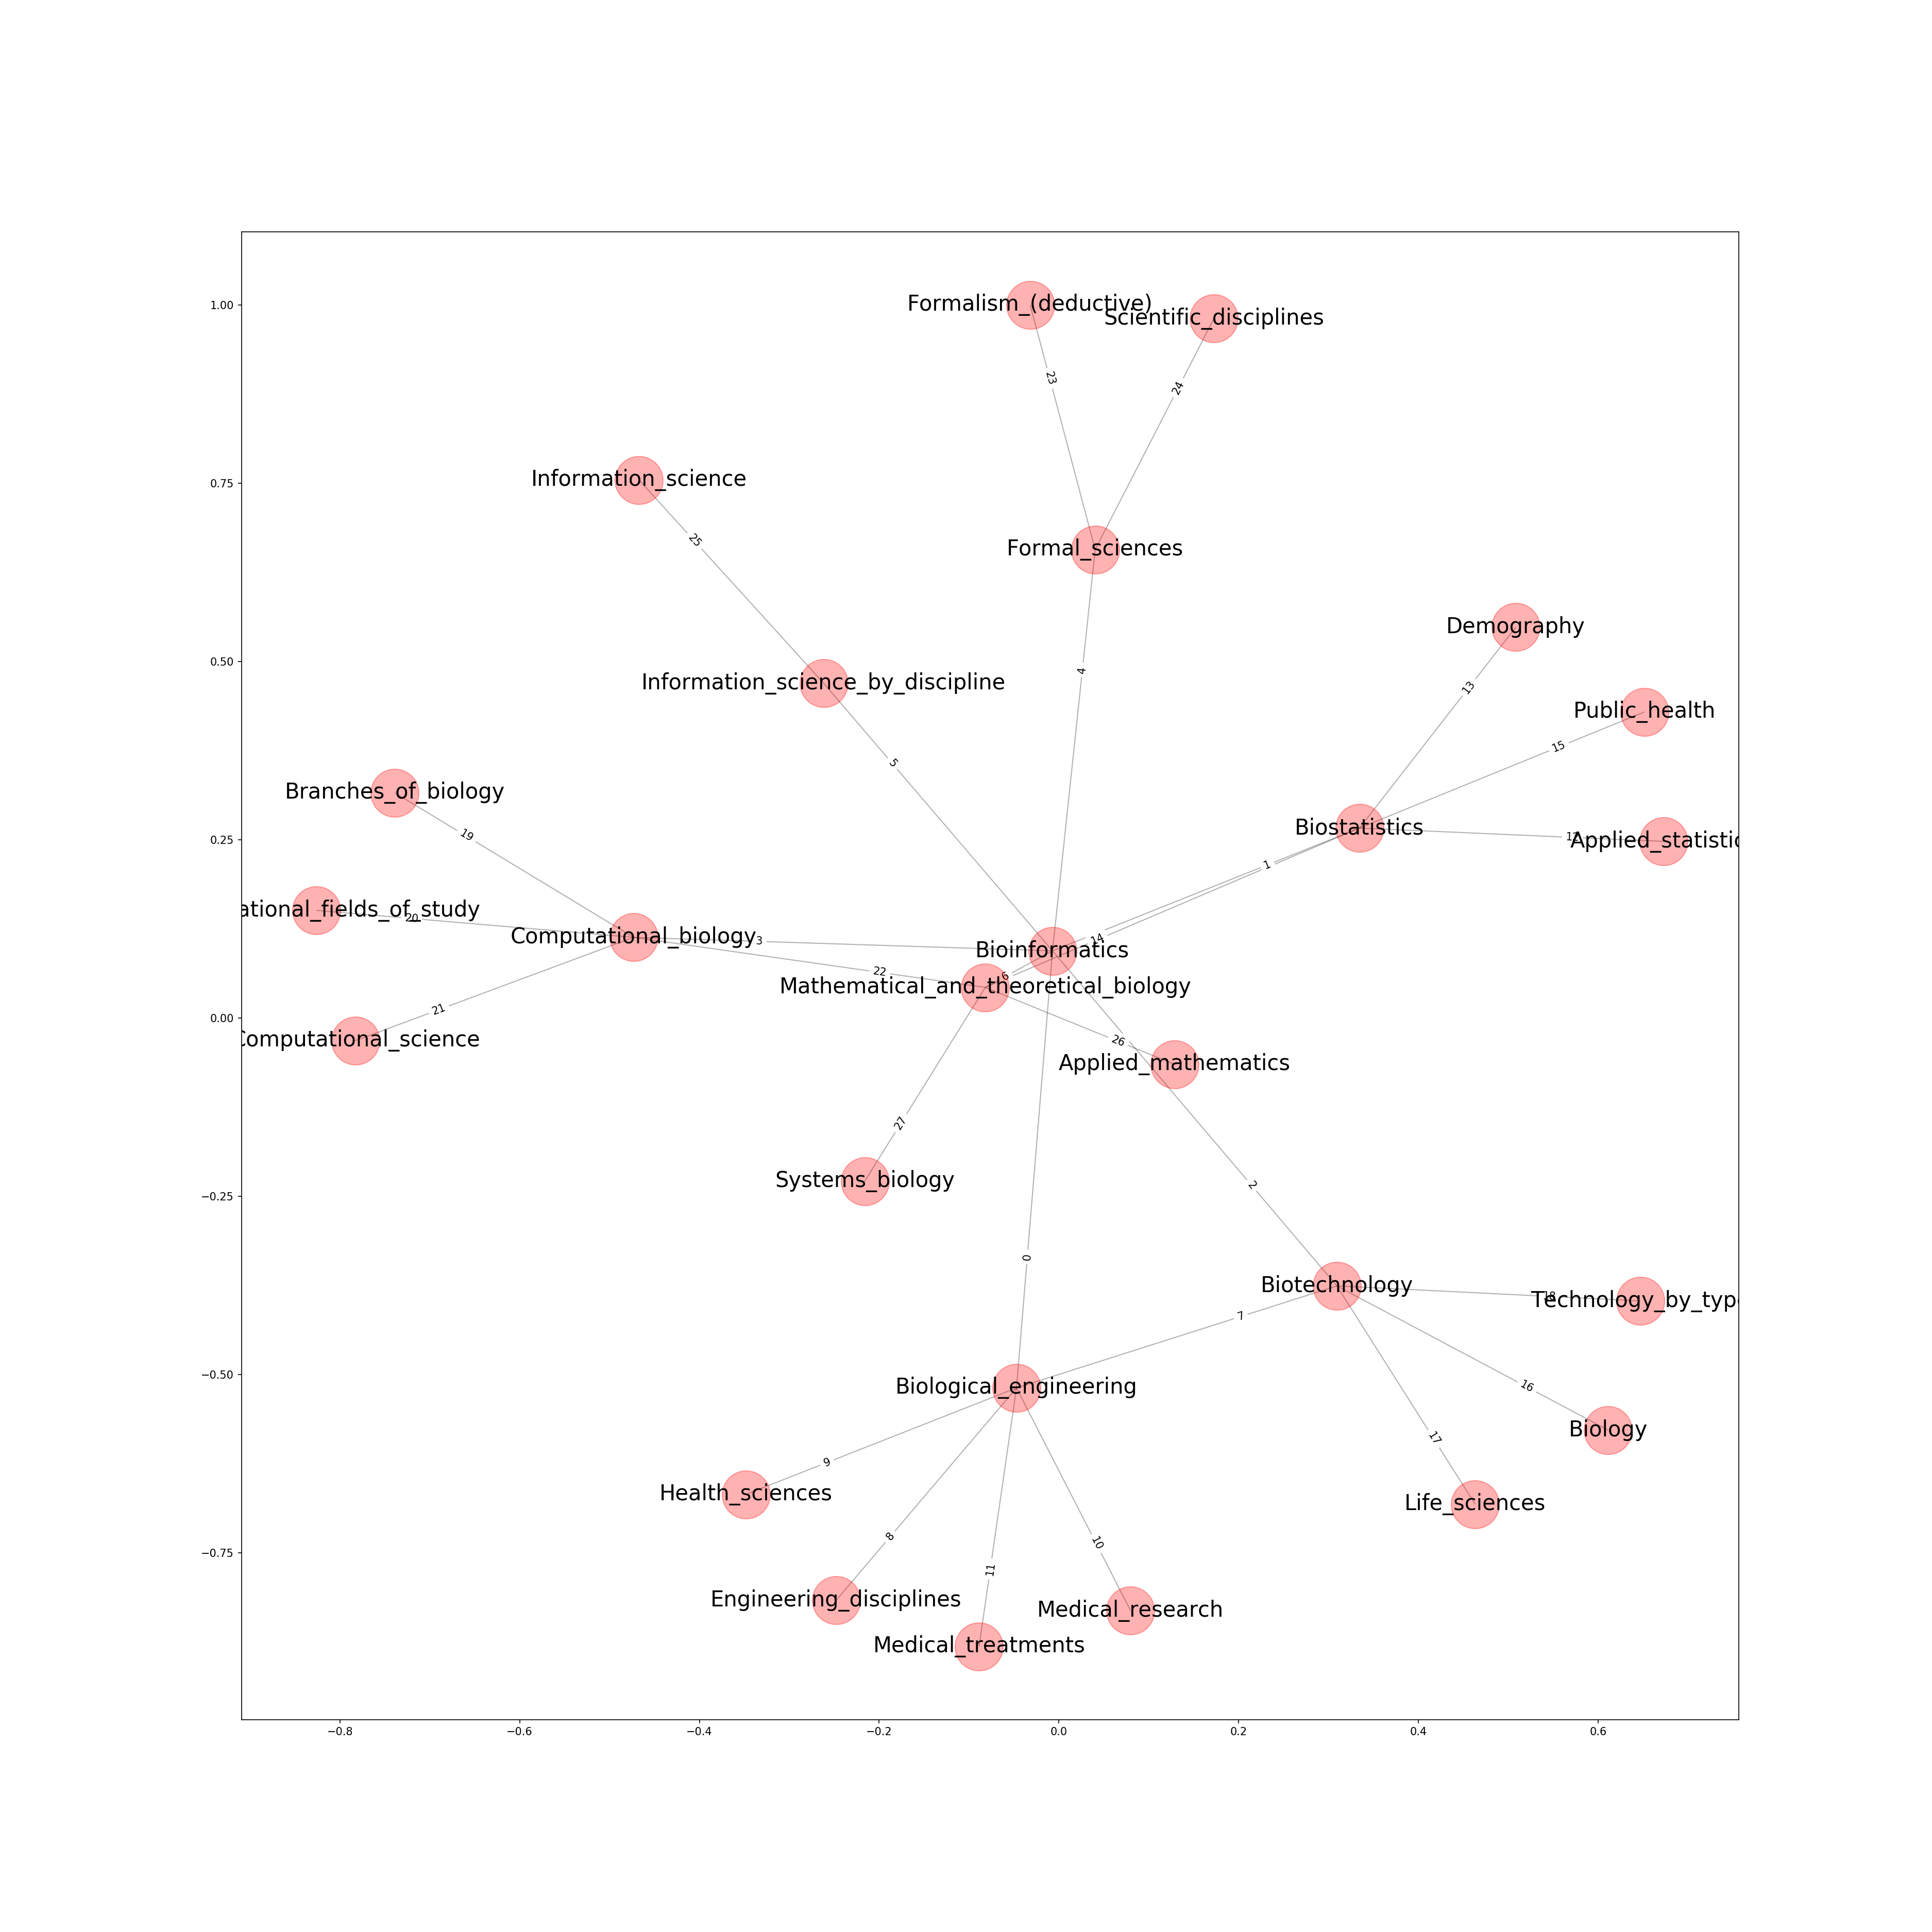 1.00
0.75
0.50
0.25
0.00
−0.25
−0.50
−0.75
Formalism_(deductive)
Scientific_disciplines
23
24
Information_science
25
Formal_sciences
Demography
4
Information_science_by_discipline
13
Public_health
15
5
Branches_of_biology
19
Biostatistics
Applied_statistic
1
ational_fields_of_study
20
Computational_biology
3
14
Bioinformatics
22
6
Mathematical_and_theoretical_biology
21
Computational_science
26
Applied_mathematics
27
Systems_biology
2
0
Biotechnology
18
Technology_by_typ
7
Biological_engineering
16
Biology
17
9
Health_sciences
Life_sciences
8
10
11
Engineering_disciplines
Medical_research
Medical_treatments
−0.8
−0.6
−0.4
−0.2
0.0
0.2
0.4
0.6